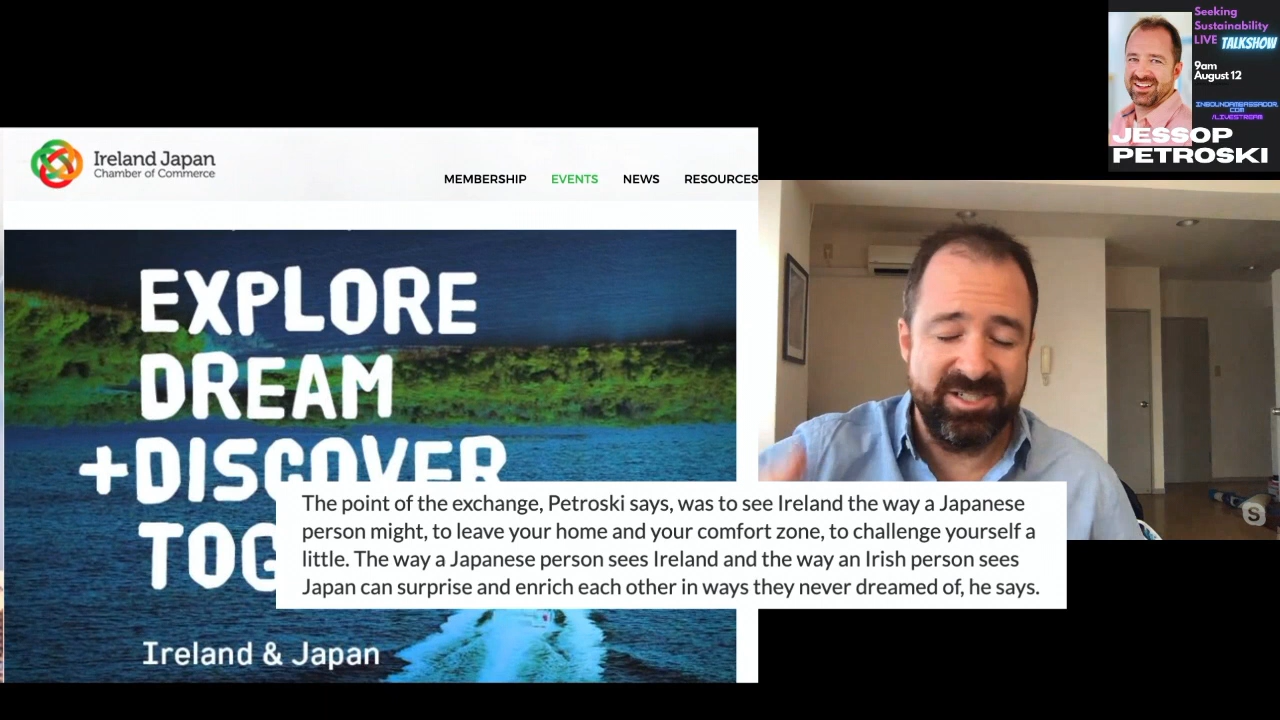 Seeking
Sustainability
LIVE TALKSHOW
9am
August 12
INBOUNDAMBASSADOR.
COM
/LIVESTREAM
JESSOP
PETROSKI
Ireland Japan
Chamber of Commerce
MEMBERSHIP EVENTS NEWS RESOURCES
EXPLORE
DREAM
+DISCOVER
TOG
The point of the exchange, Petroski says, was to see Ireland the way a Japanese
person might, to leave your home and your comfort zone, to challenge yourself a
little. The way a Japanese person sees Ireland and the way an Irish person sees
Japan can surprise and enrich each other in ways they never dreamed of, he says.
Ireland & Japan